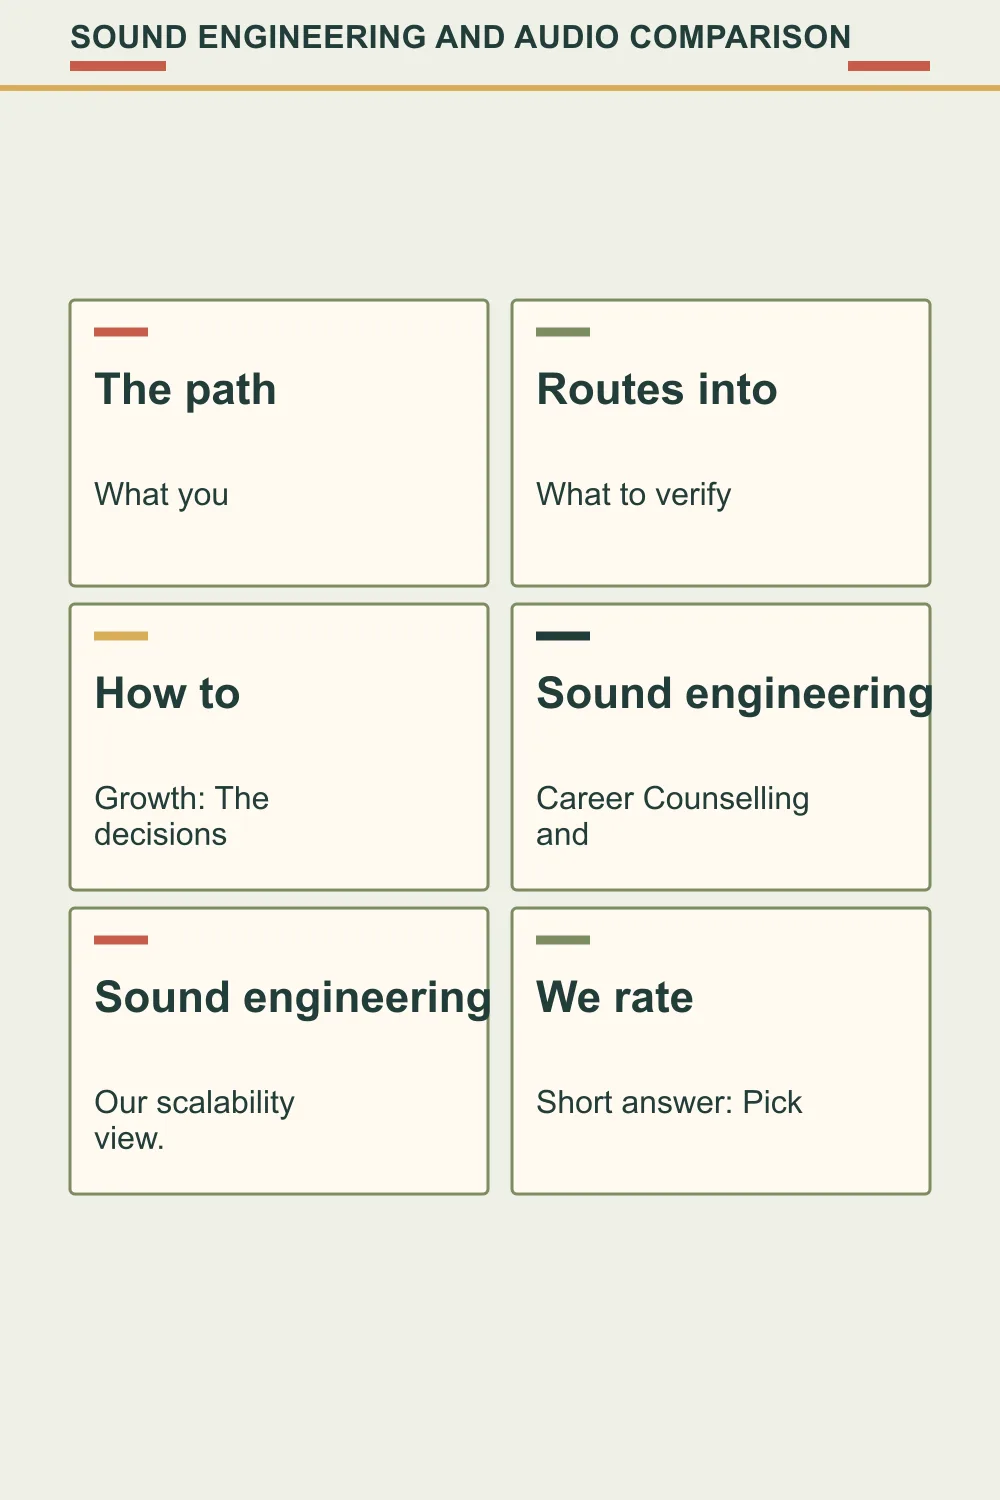 SOUND ENGINEERING AND AUDIO COMPARISON
The path
What you
Routes into
What to verify
How to
Growth: The
decisions
Sound engineering
Career Counselling
and
Sound engineering
Our scalability
view.
We rate
Short answer: Pick